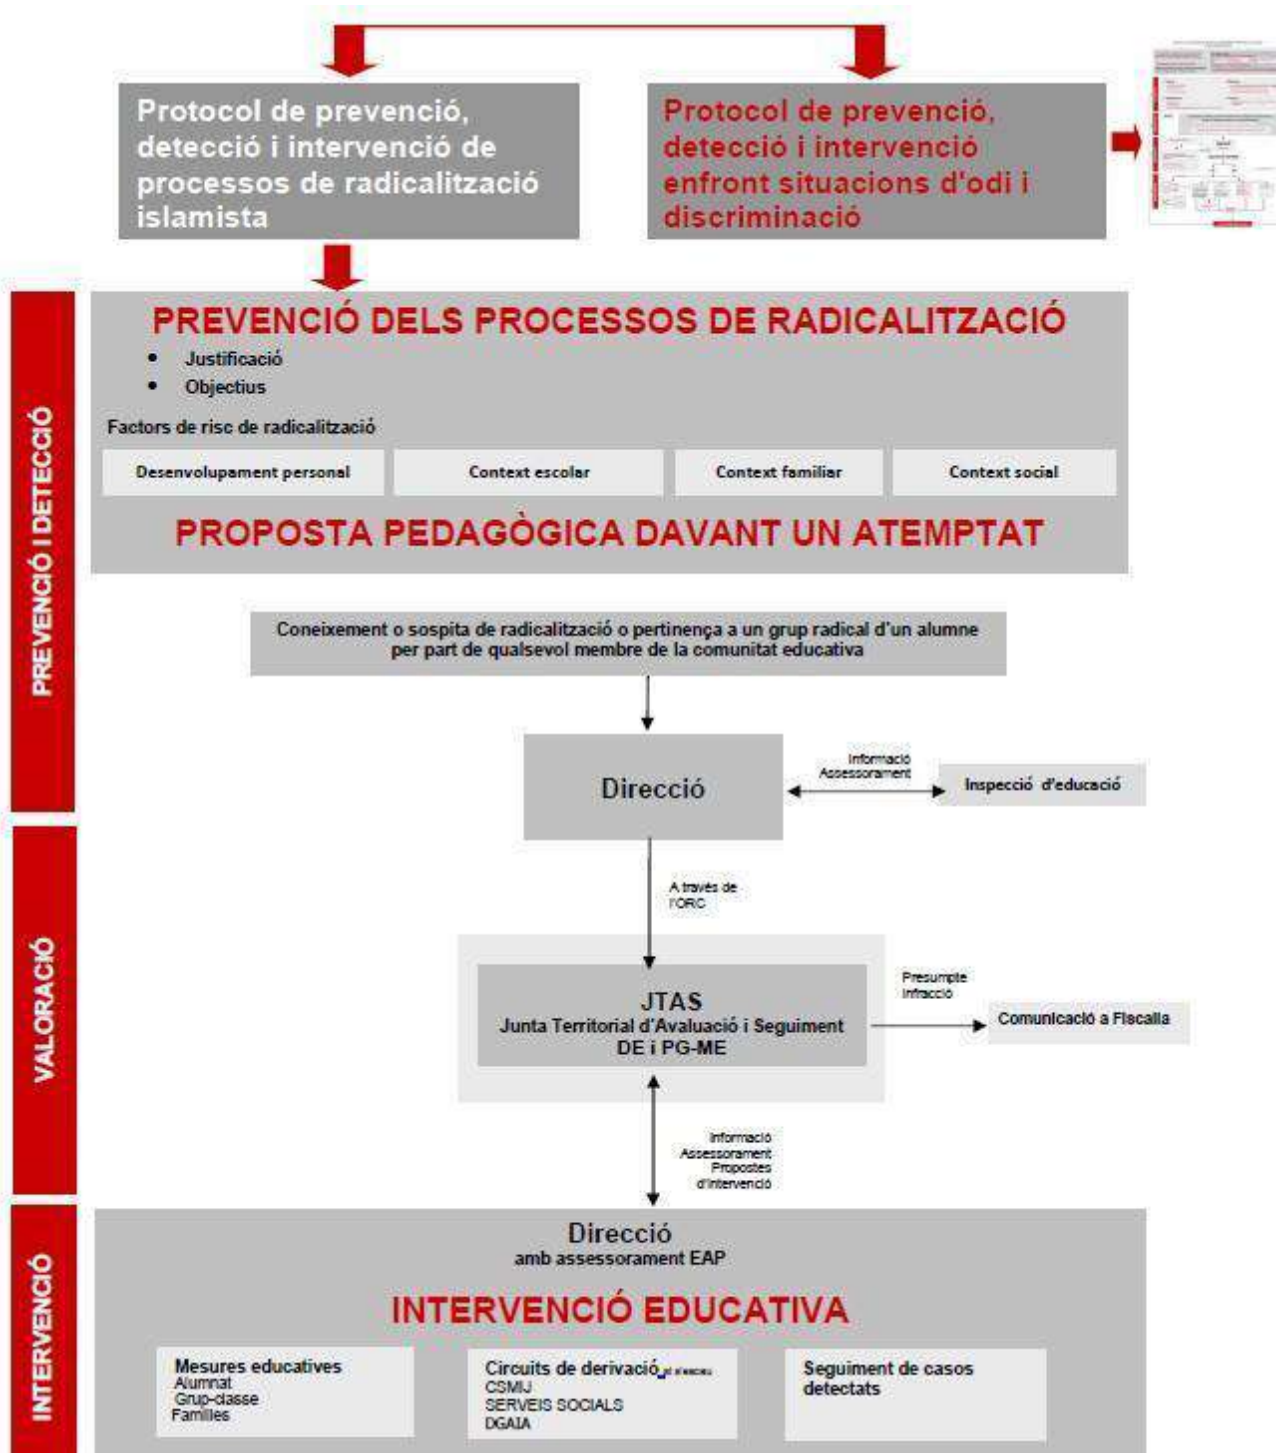 Protocol de prevenció,
detecció i intervenció de
processos de radicalització
islamista
Protocol de prevenció,
detecció i intervenció
enfront situacions d'odi i
discriminació
PREVENCIÓ I DETECCIÓ
PREVENCIÓ DELS PROCESSOS DE RADICALITZACIÓ
• Justificació
• Objectius
Factors de risc de radicalització
Desenvolupament personal
Context escolar
Context familiar
Context social
PROPOSTA PEDAGÒGICA DAVANT UN ATEMPTAT
Coneixement o sospita de radicalització o pertinença a un grup radical d'un alumne
per part de qualsevol membre de la comunitat educativa
Direcció
Informació
Assessorament
Inspecció d'educació
VALORACIÓ
A través de
l'ORC
JTAS
Junta Territorial d'Avaluació i Seguiment
DE i PG-ME
Presumpte
Infracció
Comunicació a Fiscalia
Informació
Assessorament
Propostes
d'intervenció
INTERVENCIÓ
Direcció
amb assessorament EAP
INTERVENCIÓ EDUCATIVA
Mesures educatives
Alumnat
Grup-classe
Famílies
Circuits de derivació
CSMIJ
SERVEIS SOCIALS
DGAIA
Seguiment de casos
detectats